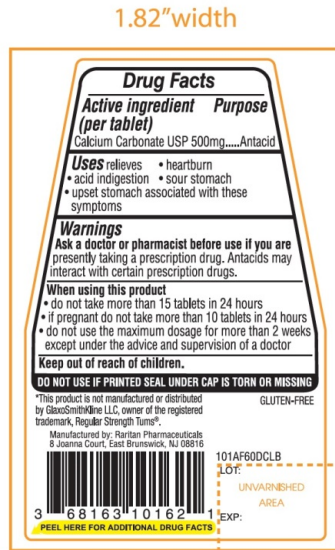 1.82”width
Drug Facts
Active ingredient Purpose
(per tablet)
Calcium Carbonate USP 500mg.....Antacid
Uses relieves • heartburn
• acid indigestion • sour stomach
• upset stomach associated with these
symptoms
Warnings
Ask a doctor or pharmacist before use if you are
presently taking a prescription drug. Antacids may
interact with certain prescription drugs.
When using this product
• do not take more than 15 tablets in 24 hours
• if pregnant do not take more than 10 tablets in 24 hours
• do not use the maximum dosage for more than 2 weeks
except under the advice and supervision of a doctor
Keep out of reach of children.
DO NOT USE IF PRINTED SEAL UNDER CAP IS TORN OR MISSING
*This product is not manufactured or distributed GLUTEN-FREE
by GlaxoSmithKline LLC, owner of the registered
trademark, Regular Strength Tums®.
Manufactured by: Raritan Pharmaceuticals
8 Joanna Court, East Brunswick, NJ 08816
101AF60DCLB
LOT:
UNVARNISHED
AREA
EXP:
3 68163 10162 1
PEEL HERE FOR ADDITIONAL DRUG FACTS